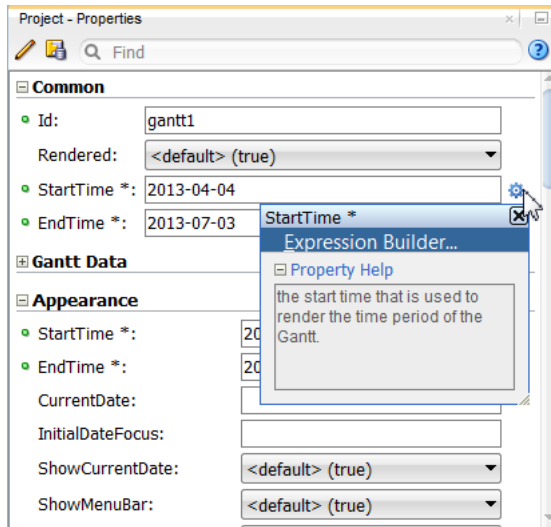 Project - Properties
Find
Common
Id: gantt1
Rendered: <default> (true)
StartTime *: 2013-04-04
EndTime *: 2013-07-03
StartTime *
Expression Builder...
Property Help
the start time that is used to
render the time period of the
Gantt.
Gantt Data
Appearance
StartTime *: 20
EndTime *: 20
CurrentDate:
InitialDateFocus:
ShowCurrentDate: <default> (true)
ShowMenuBar: <default> (true)